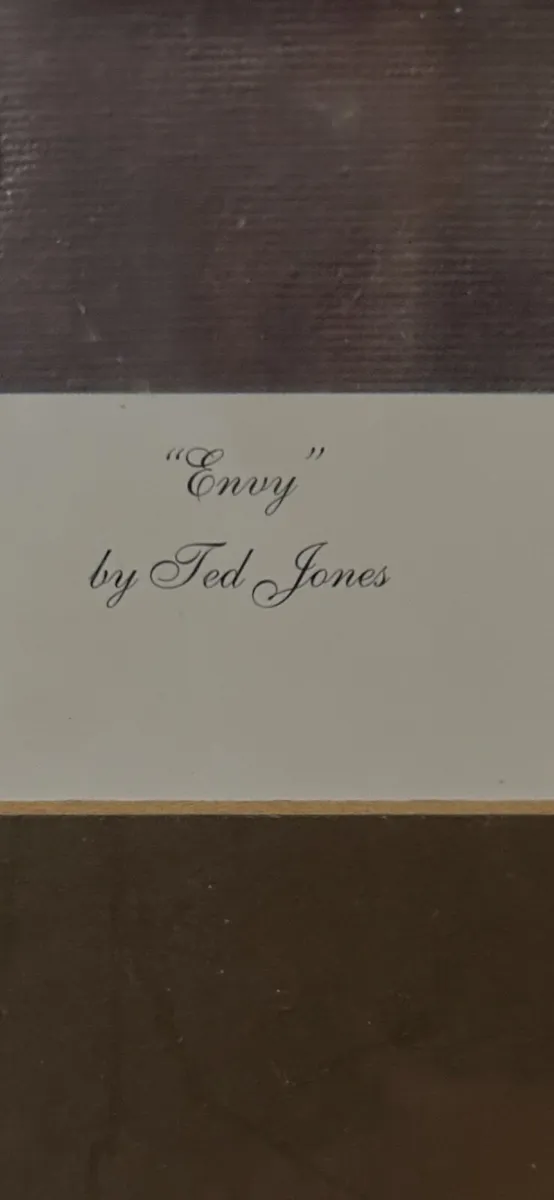 “Envy”
by Ted Jones